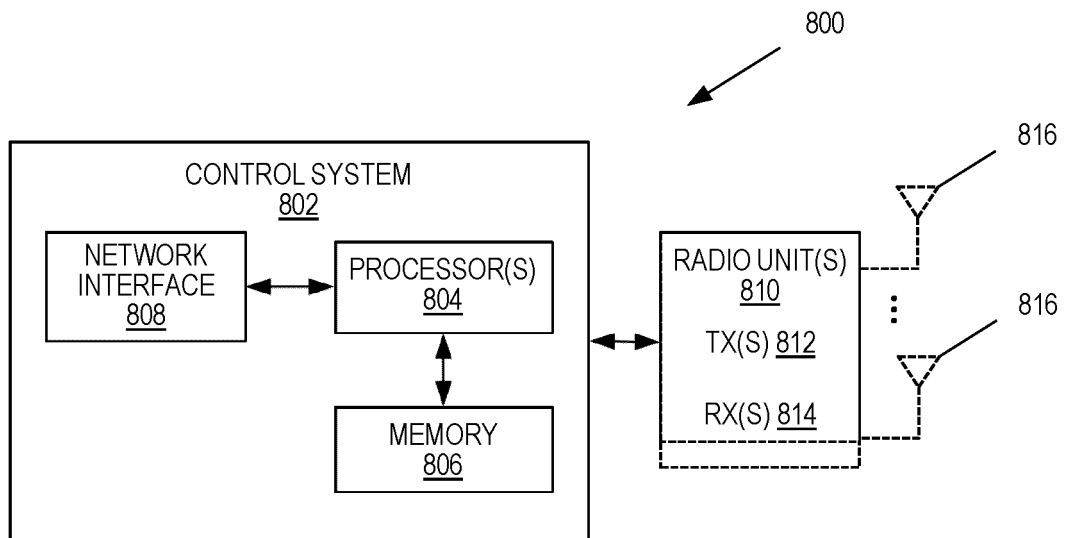 800
816
CONTROL SYSTEM
802
NETWORK
INTERFACE
808
PROCESSOR(S)
804
MEMORY
806
RADIO UNIT(S)
810
TX(S) 812
RX(S) 814
816